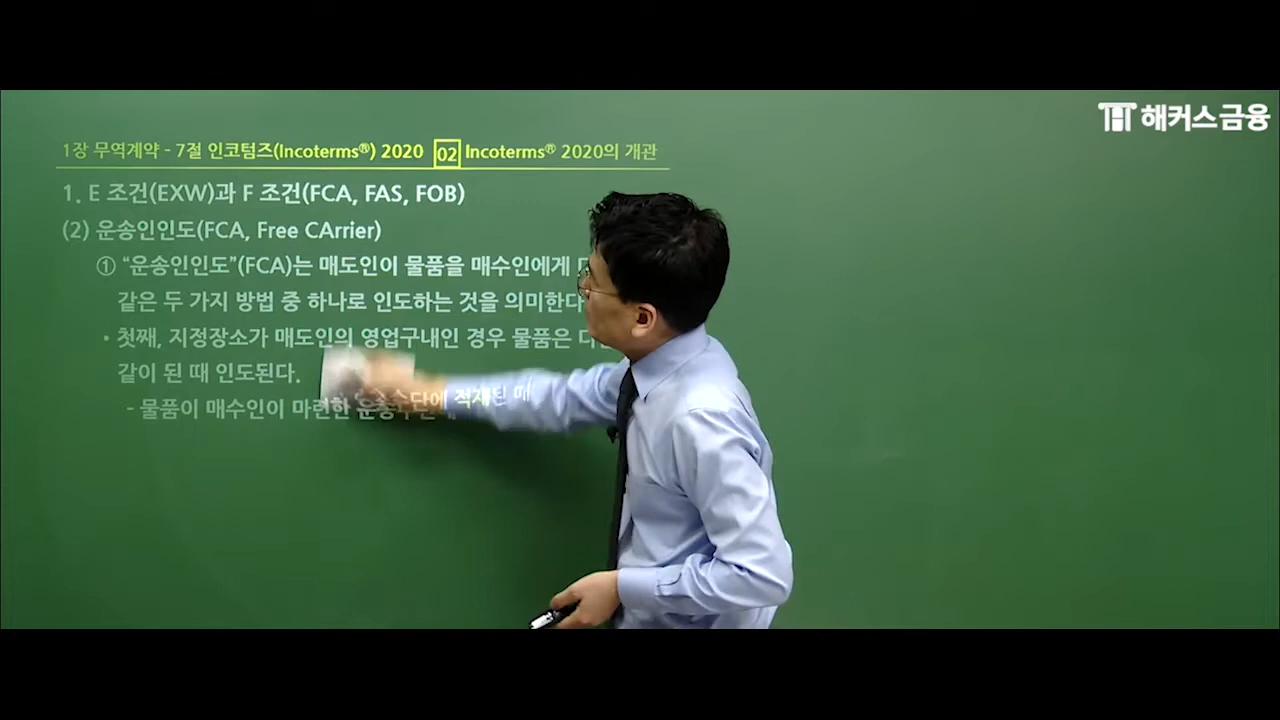 해커스금융
1장 무역계약 - 7절 인코텀즈(Incoterms®) 2020 02 Incoterms® 2020의 개관
1. E 조건(EXW)과 F 조건(FCA, FAS, FOB)
(2) 운송인인도(FCA, Free CArrier)
① “운송인인도”(FCA)는 매도인이 물품을 매수인에게
같은 두 가지 방법 중 하나로 인도하는 것을 의미한다
• 첫째, 지정장소가 매도인의 영업구내인 경우 물품은
같이 된 때 인도된다.
- 물품이 매수인이 마련한 운송수단에 적재된 때